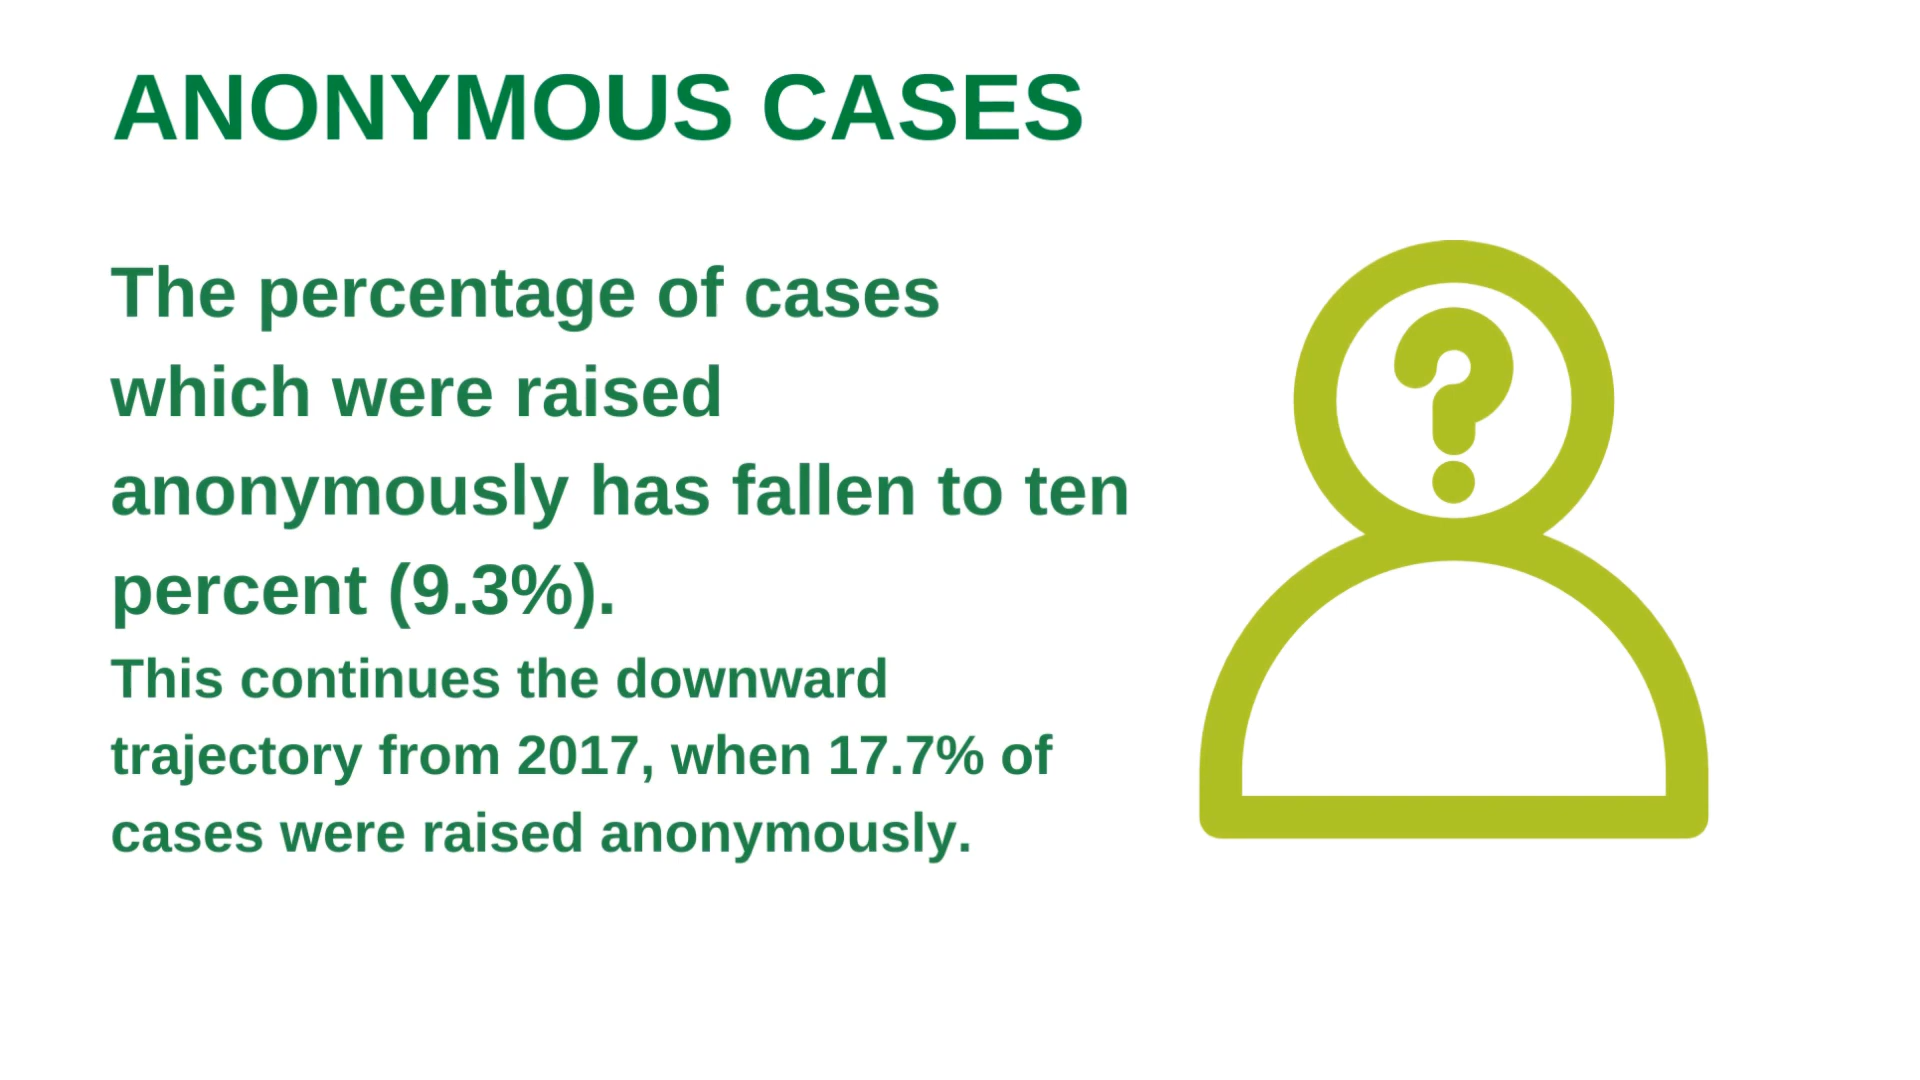 ANONYMOUS CASES
The percentage of cases
which were raised
anonymously has fallen to ten
percent (9.3%).
This continues the downward
trajectory from 2017, when 17.7% of
cases were raised anonymously.
?